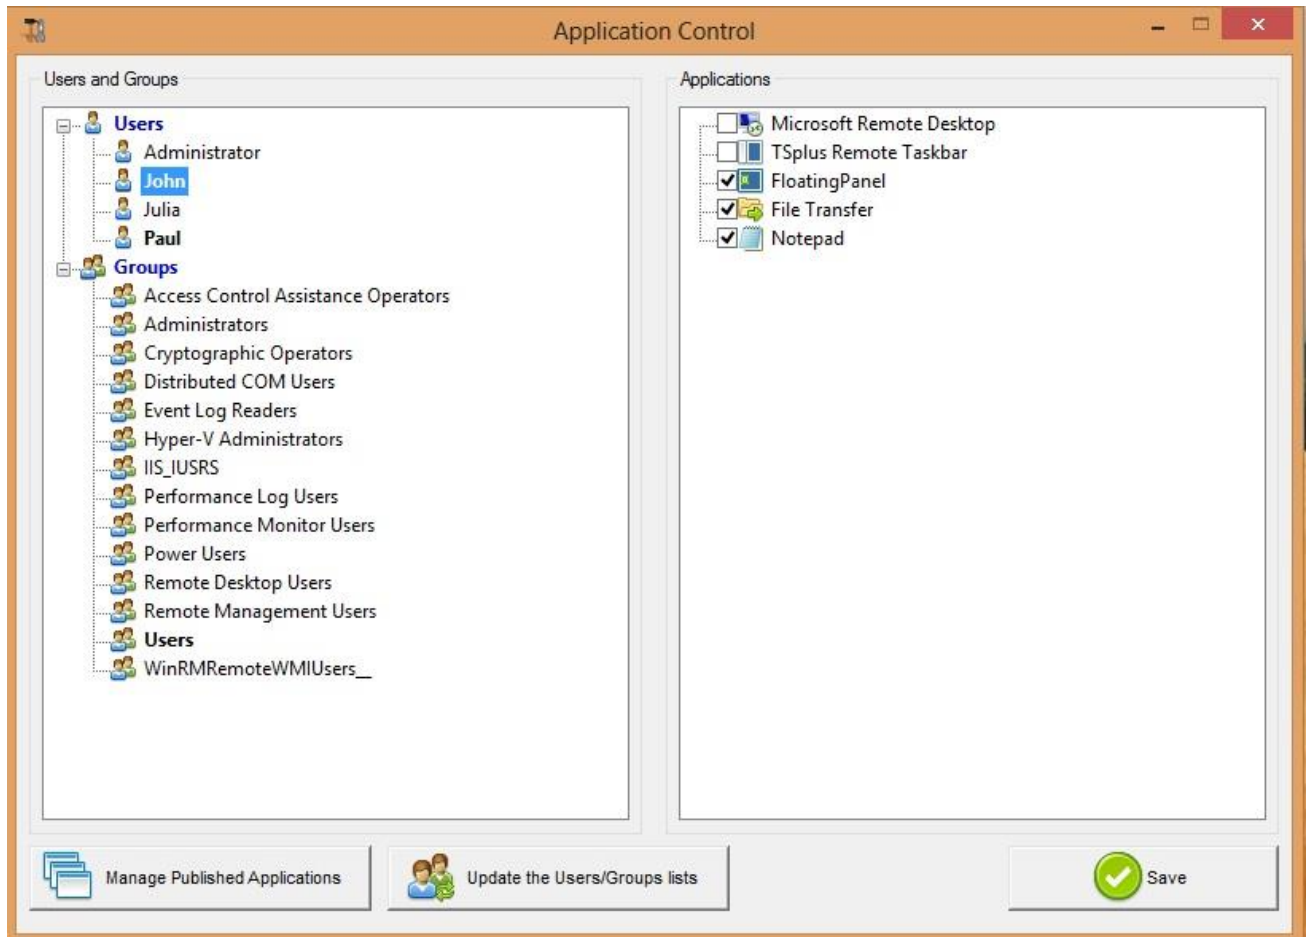 Application Control
Users and Groups
Users
Administrator
John
Julia
Paul
Groups
Access Control Assistance Operators
Administrators
Cryptographic Operators
Distributed COM Users
Event Log Readers
Hyper-V Administrators
IIS_IUSRS
Performance Log Users
Performance Monitor Users
Power Users
Remote Desktop Users
Remote Management Users
Users
WinRMRemoteWMIUsers__
Applications
Microsoft Remote Desktop
TSplus Remote Taskbar
FloatingPanel
File Transfer
Notepad
Manage Published Applications
Update the Users/Groups lists
Save